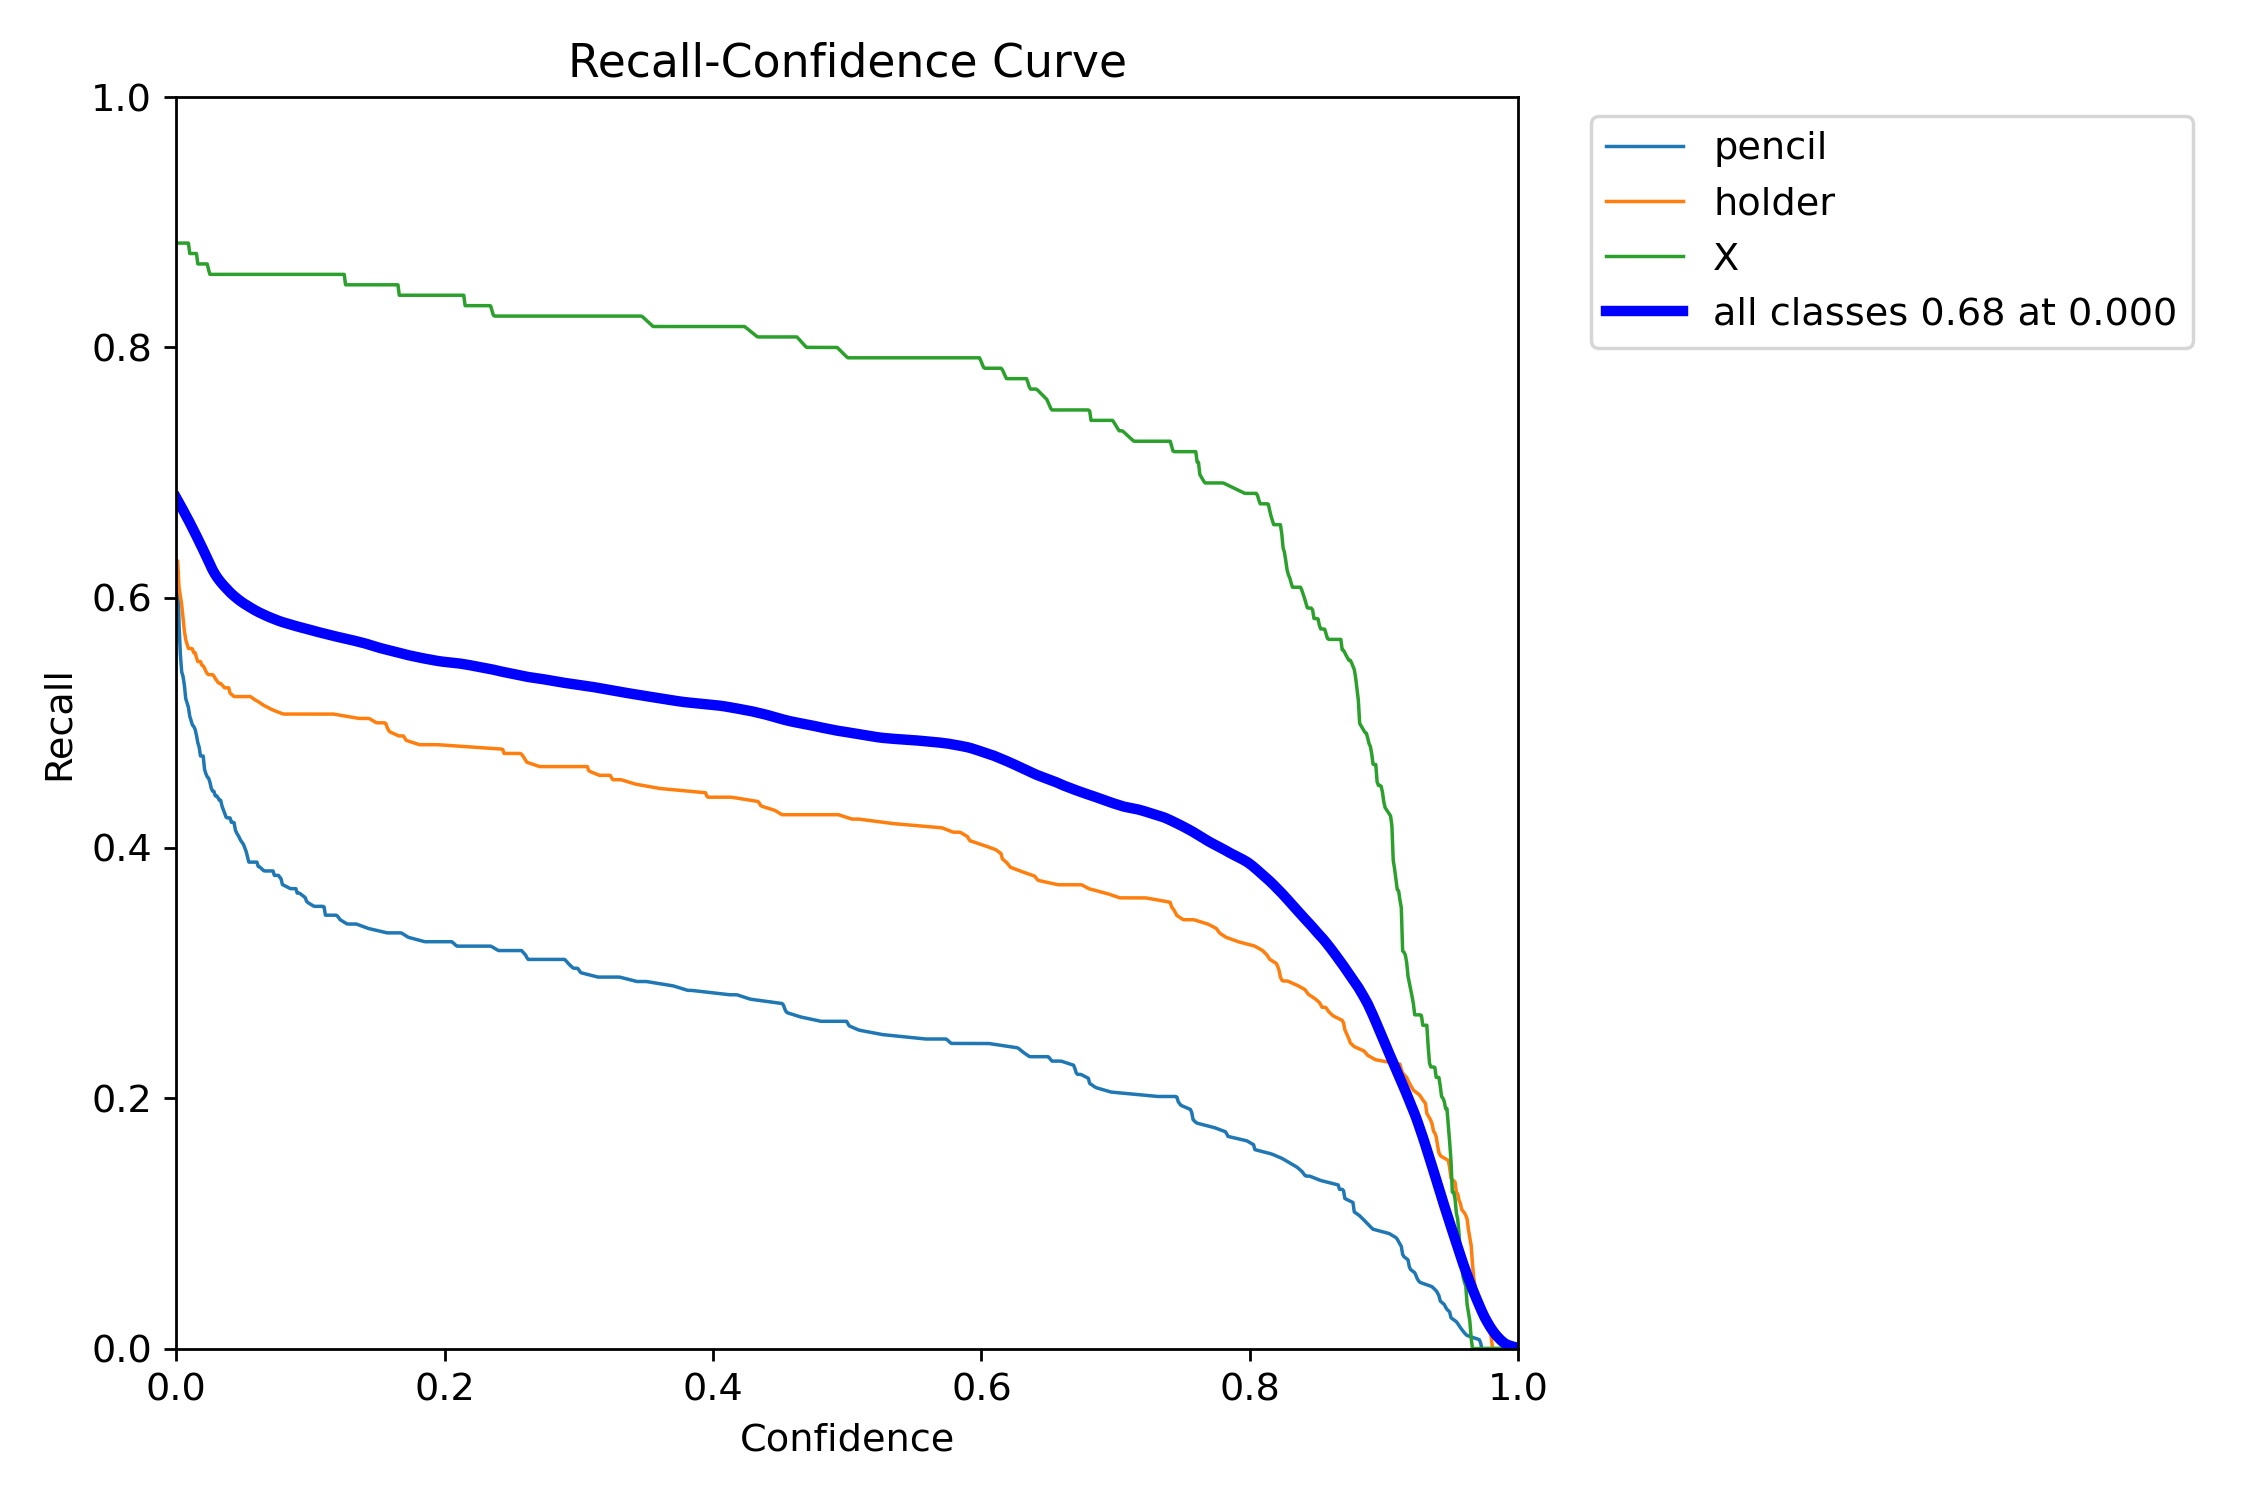 Recall-Confidence Curve
1.0
0.8
0.6
0.4
0.2
0.0
Recall
0.0 0.2 0.4 0.6 0.8 1.0
Confidence
pencil
holder
X
all classes 0.68 at 0.000